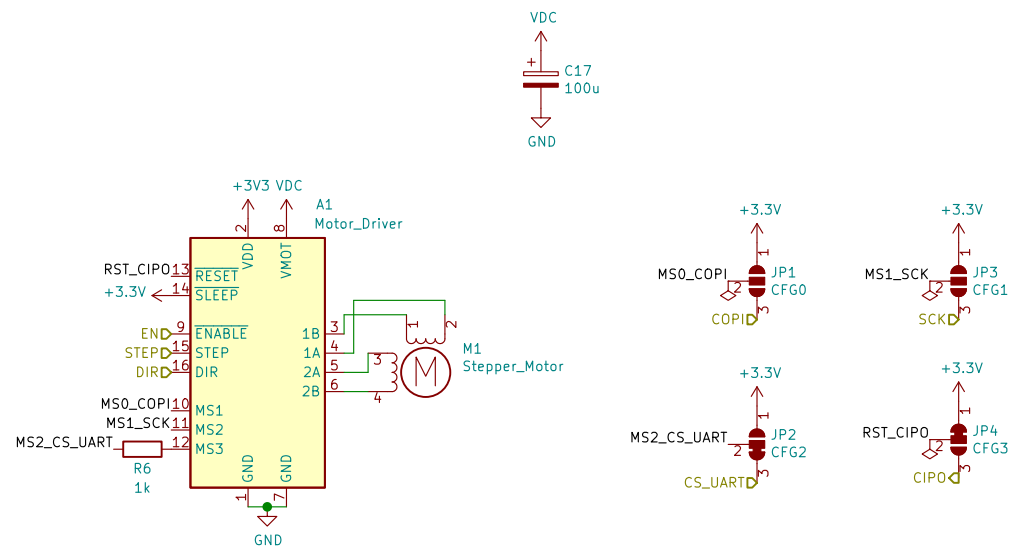 VDC
+
C17
100u
GND
+3V3 VDC
A1
Motor_Driver
2
8
VDD
VMOT
RST_CIPO 13 RESET
+3.3V 14 SLEEP
EN 9 ENABLE
STEP 15 STEP
DIR 16 DIR
MS0_COPI 10 MS1
MS1_SCK 11 MS2
MS2_CS_UART 12 MS3
R6
1k
1B 3
1A 4
2A 5
2B 6
1
2
3
4
M
M1
Stepper_Motor
GND
GND
1
7
GND
+3.3V
1
MS0_COPI
2
JP1
CFG0
3
COPI
+3.3V
1
MS1_SCK
2
JP3
CFG1
3
SCK
+3.3V
1
MS2_CS_UART
2
JP2
CFG2
3
CS_UART
+3.3V
1
RST_CIPO
2
JP4
CFG3
3
CIPO